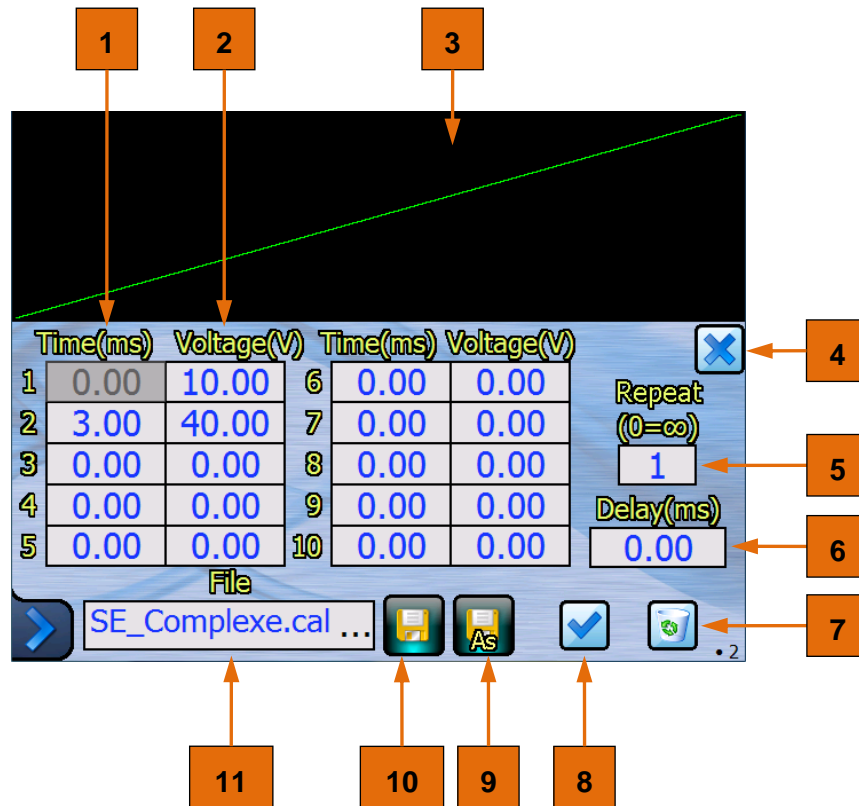 1 2 3
Time(ms) Voltage(V) Time(ms) Voltage(V)
4
1 0.00 10.00 6 0.00 0.00 Repeat
2 3.00 40.00 7 0.00 0.00 (0=∞)
3 0.00 0.00 8 0.00 0.00 1 5
4 0.00 0.00 9 0.00 0.00 Delay(ms)
5 0.00 0.00 10 0.00 0.00 0.00 6
File
SE_Complexe.cal ... As 7
• 2
11 10 9 8